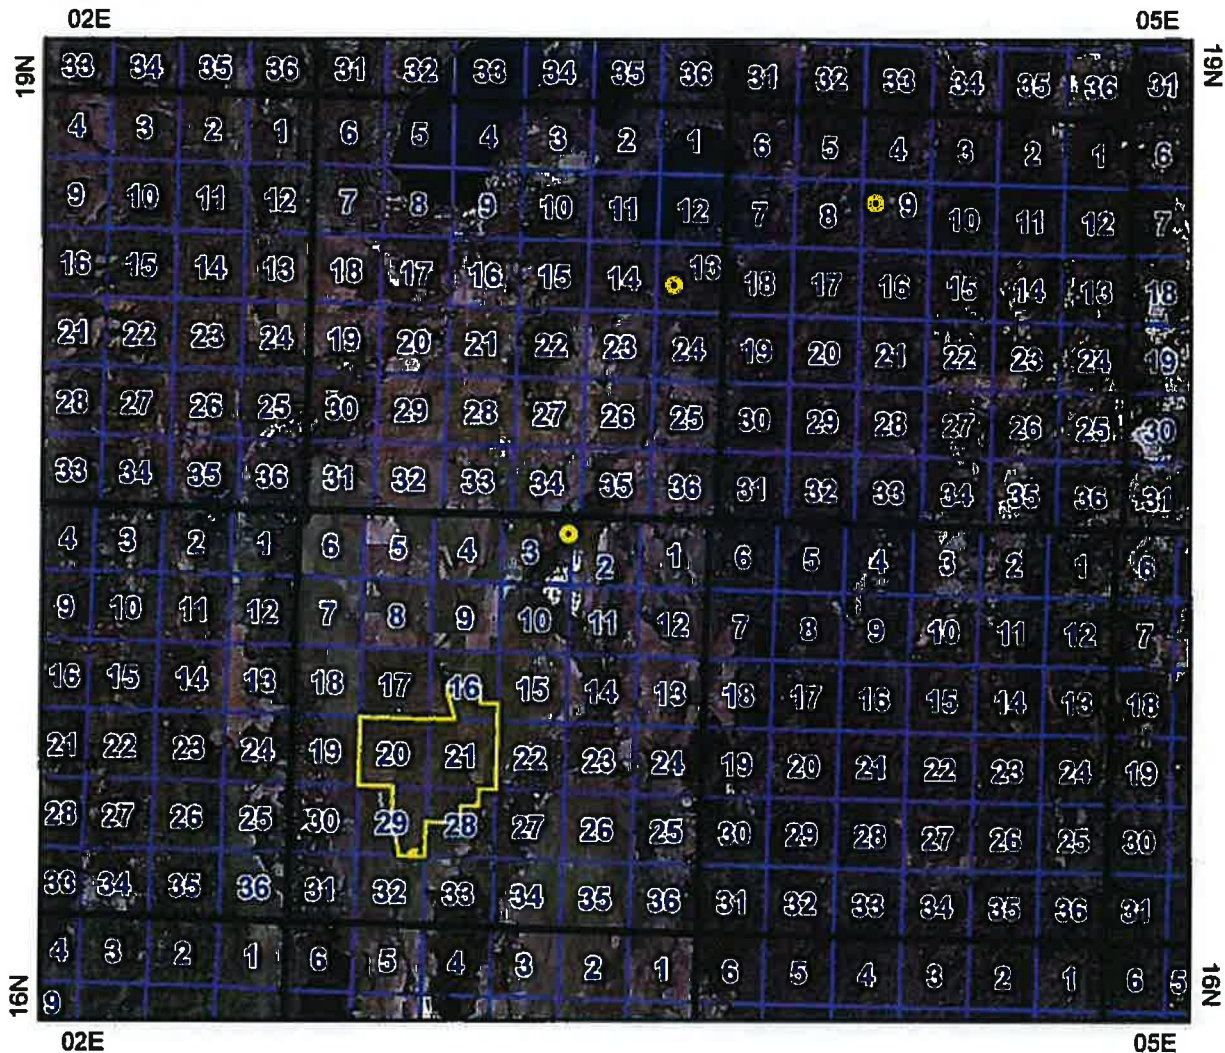 02E 05E
19N 19N
33 34 35 36 31 32 33 34 35 36 31 32 33 34 35 36 31
4 3 2 1 6 5 4 3 2 1 6 5 4 3 2 1 6
9 10 11 12 7 8 9 10 11 12 7 8 9 10 11 12 7
16 15 14 13 18 17 16 15 14 13 18 17 16 15 14 13 18
21 22 23 24 19 20 21 22 23 24 19 20 21 22 23 24 19
28 27 26 25 30 29 28 27 26 25 30 29 28 27 26 25 30
33 34 35 36 31 32 33 34 35 36 31 32 33 34 35 36 31
4 3 2 1 6 5 4 3 2 1 6 5 4 3 2 1 6
9 10 11 12 7 8 9 10 11 12 7 8 9 10 11 12 7
16 15 14 13 18 17 16 15 14 13 18 17 16 15 14 13 18
21 22 23 24 19 20 21 22 23 24 19 20 21 22 23 24 19
28 27 26 25 30 29 28 27 26 25 30 29 28 27 26 25 30
33 34 35 36 31 32 33 34 35 36 31 32 33 34 35 36 31
4 3 2 1 6 5 4 3 2 1 6 5 4 3 2 1 6 5
9
16N 16N
02E 05E